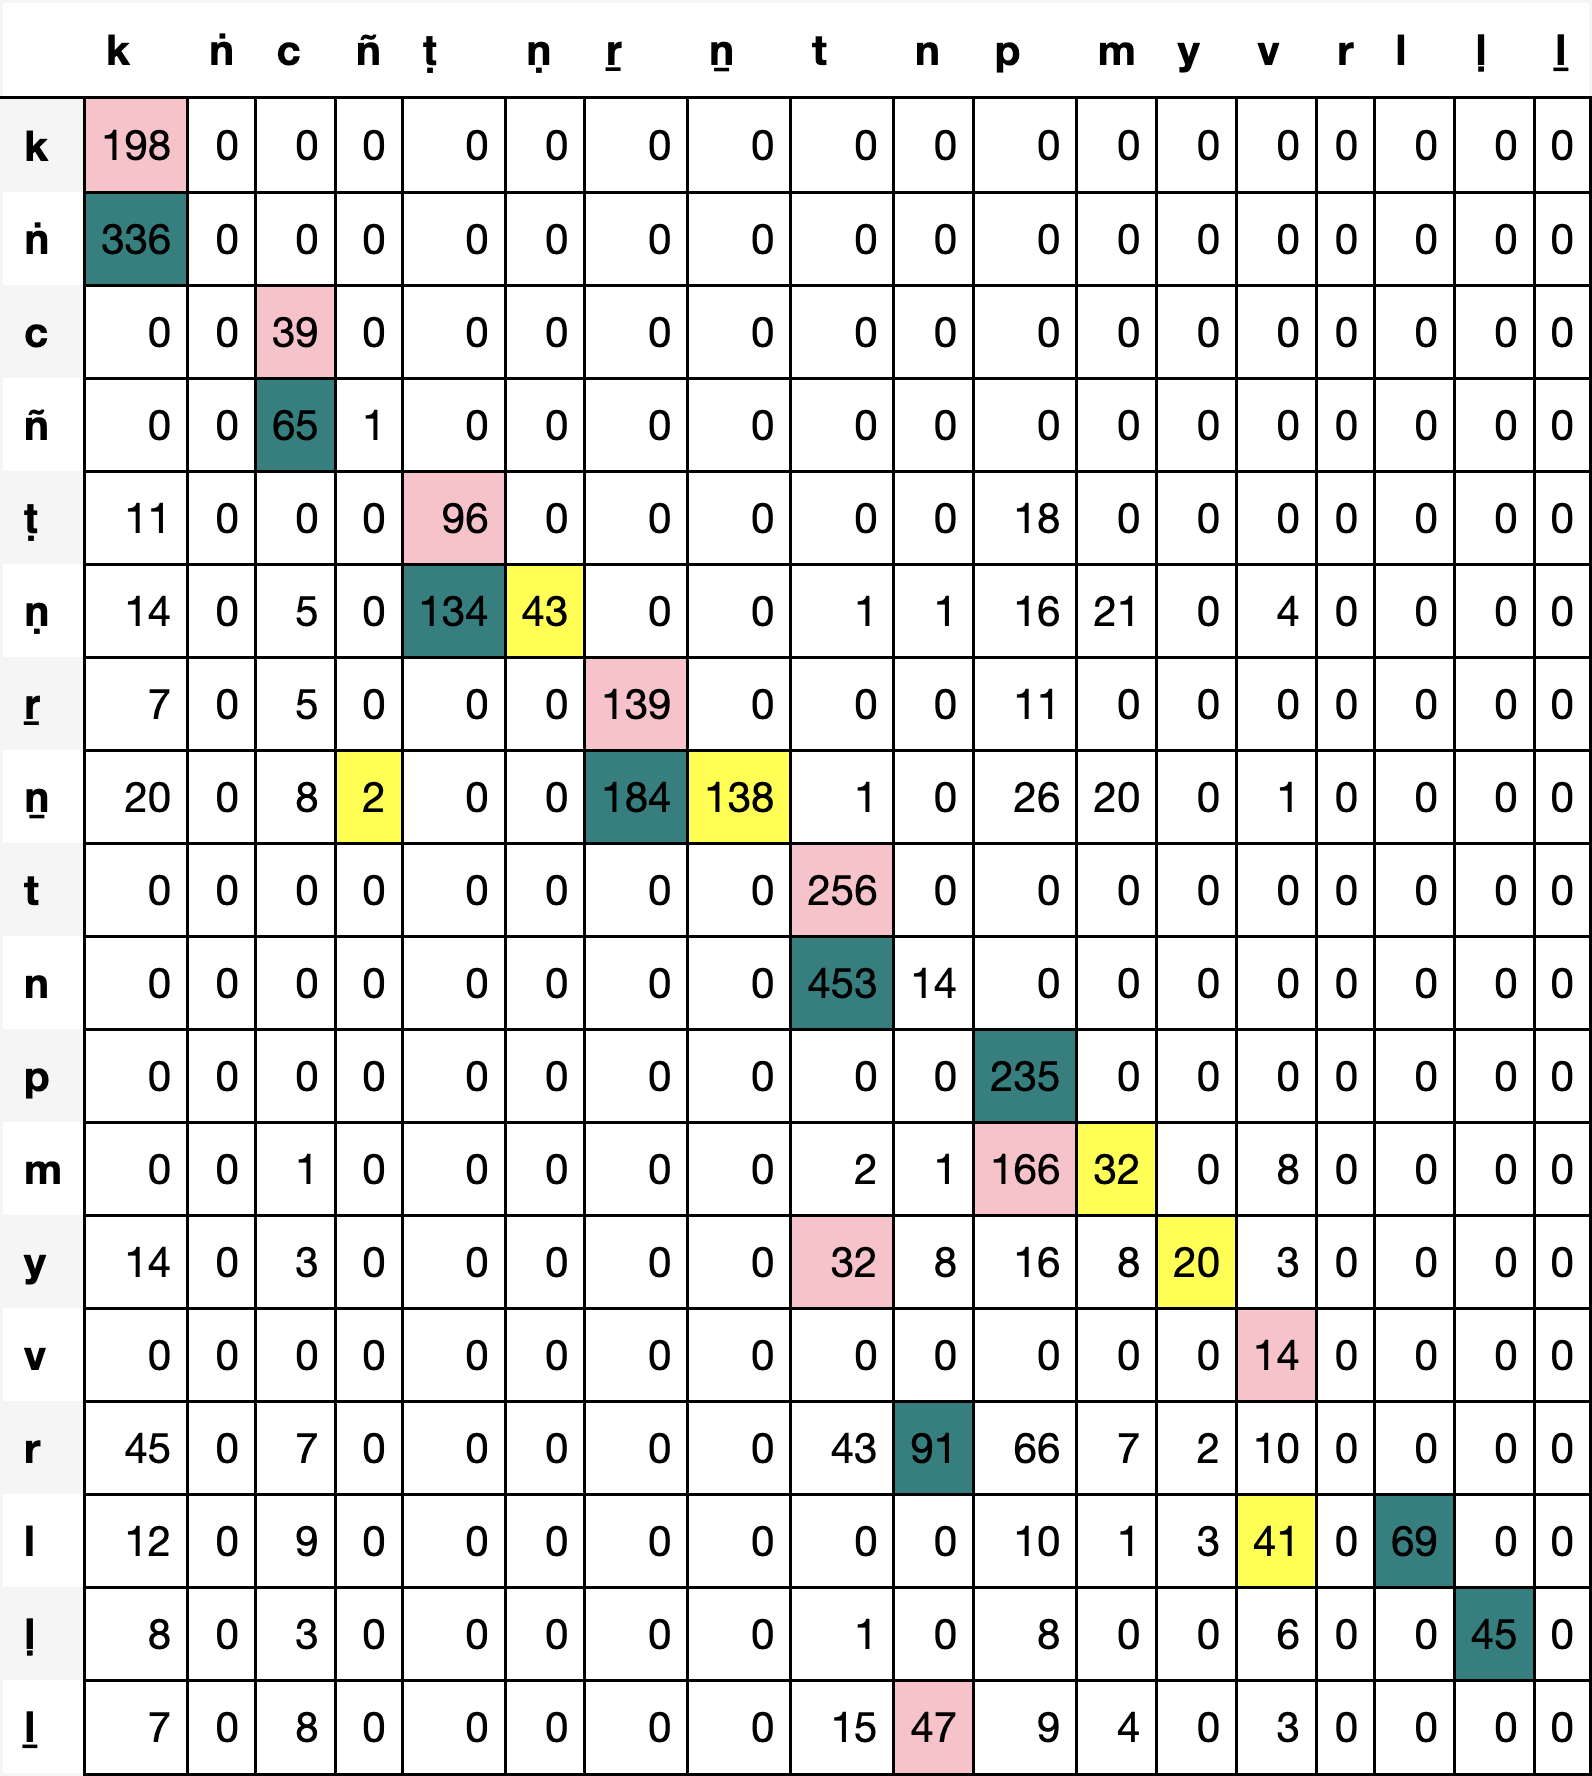 k ṅ c ñ ṭ ṇ ṟ ṉ t n p m y v r l ḷ ḻ
k 198 0 0 0 0 0 0 0 0 0 0 0 0 0 0 0 0 0
ṅ 336 0 0 0 0 0 0 0 0 0 0 0 0 0 0 0 0 0
c 0 0 39 0 0 0 0 0 0 0 0 0 0 0 0 0 0 0
ñ 0 0 65 1 0 0 0 0 0 0 0 0 0 0 0 0 0 0
ṭ 11 0 0 0 96 0 0 0 0 0 18 0 0 0 0 0 0 0
ṇ 14 0 5 0 134 43 0 0 1 1 16 21 0 4 0 0 0 0
ṟ 7 0 5 0 0 0 139 0 0 0 11 0 0 0 0 0 0 0
ṉ 20 0 8 2 0 0 184 138 1 0 26 20 0 1 0 0 0 0
t 0 0 0 0 0 0 0 0 256 0 0 0 0 0 0 0 0 0
n 0 0 0 0 0 0 0 0 453 14 0 0 0 0 0 0 0 0
p 0 0 0 0 0 0 0 0 0 0 235 0 0 0 0 0 0 0
m 0 0 1 0 0 0 0 0 2 1 166 32 0 8 0 0 0 0
y 14 0 3 0 0 0 0 0 32 8 16 8 20 3 0 0 0 0
v 0 0 0 0 0 0 0 0 0 0 0 0 0 14 0 0 0 0
r 45 0 7 0 0 0 0 0 43 91 66 7 2 10 0 0 0 0
l 12 0 9 0 0 0 0 0 0 0 10 1 3 41 0 69 0 0
ḷ 8 0 3 0 0 0 0 0 1 0 8 0 0 6 0 0 45 0
ḻ 7 0 8 0 0 0 0 0 15 47 9 4 0 3 0 0 0 0